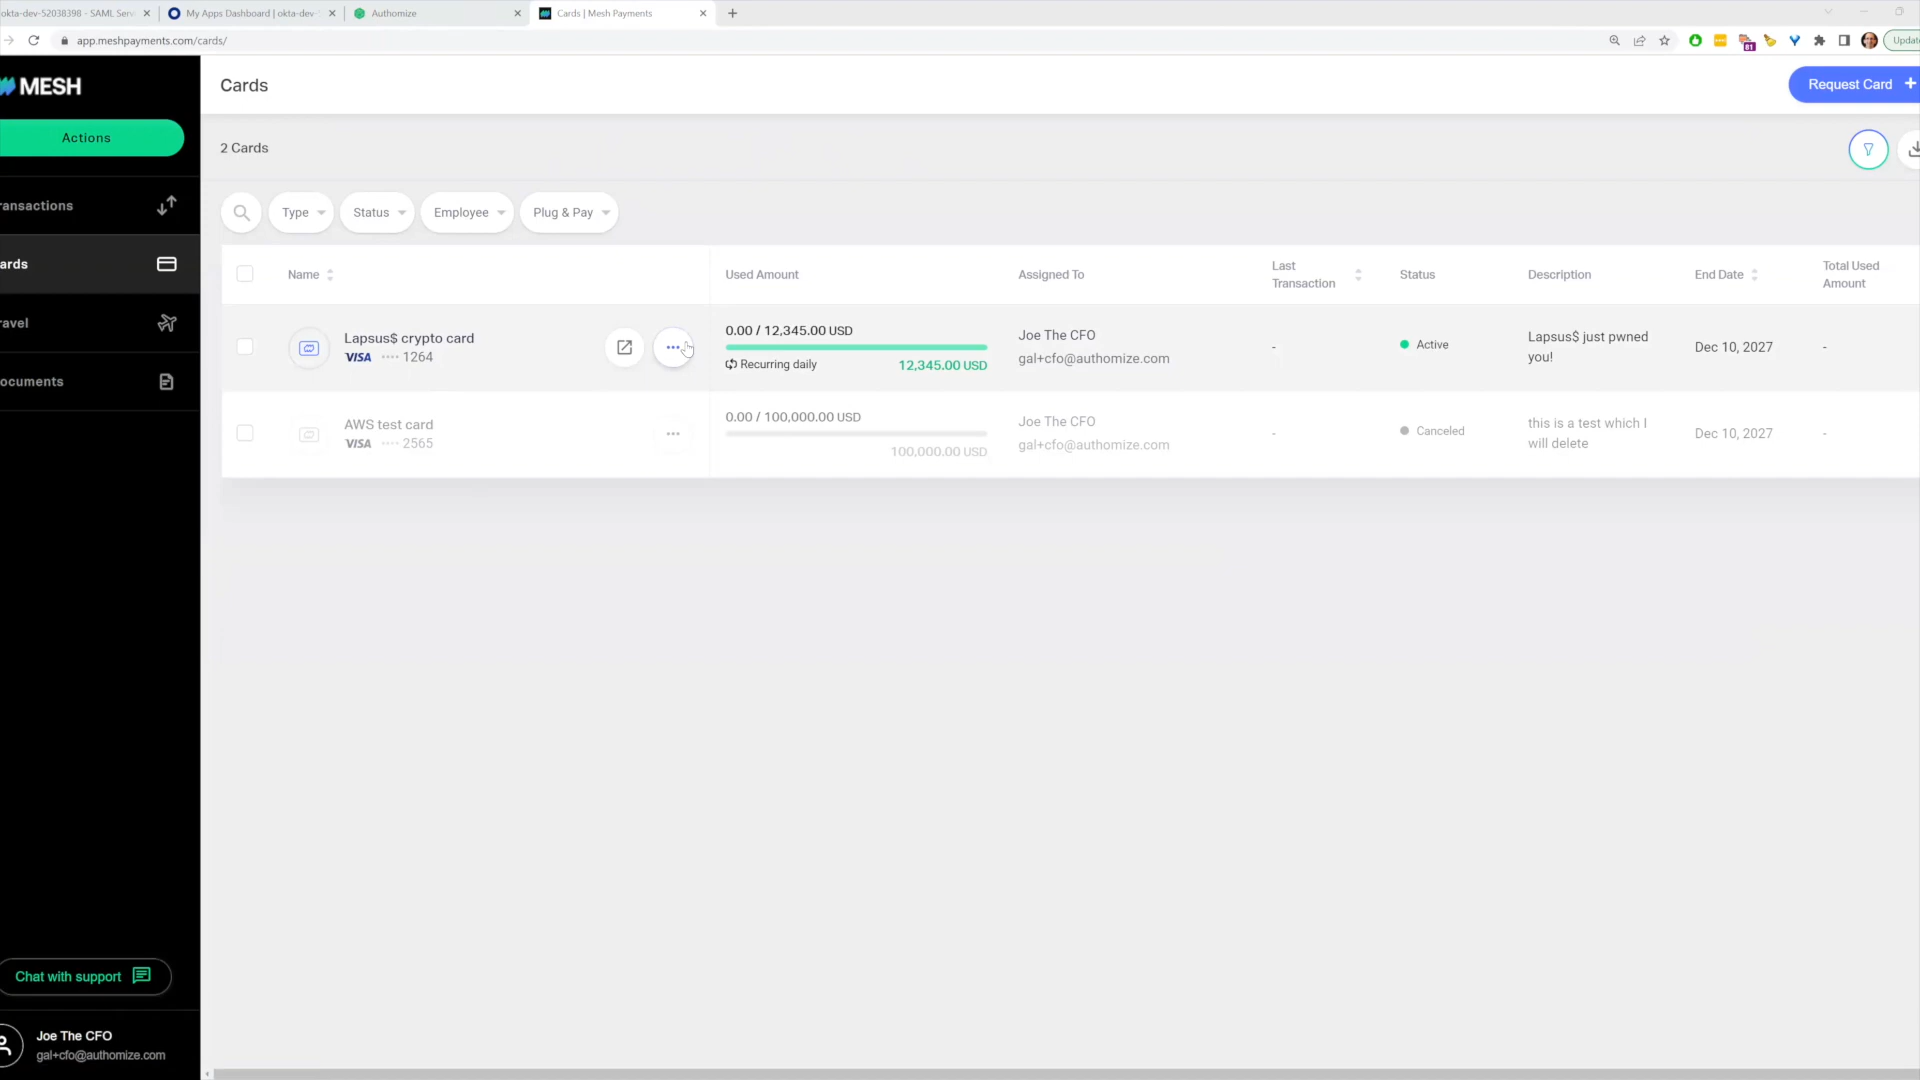 okta-dev-52038398 - SAML Serv
My Apps Dashboard | okta-dev-
Authomize
Cards | Mesh Payments
app.meshpayments.com/cards/
81
Updat
MESH
Cards
Request Card +
Actions
2 Cards
ransactions
ards
ravel
ocuments
Type
Status
Employee
Plug & Pay
Name
Used Amount
Assigned To
Last
Transaction
Status
Description
End Date
Total Used
Amount
Lapsus$ crypto card
VISA •••• 1264
0.00 / 12,345.00 USD
Recurring daily
12,345.00 USD
Joe The CFO
gal+cfo@authomize.com
-
Active
Lapsus$ just pwned
you!
Dec 10, 2027
-
AWS test card
VISA •••• 2565
0.00 / 100,000.00 USD
100,000.00 USD
Joe The CFO
gal+cfo@authomize.com
-
Canceled
this is a test which I
will delete
Dec 10, 2027
-
Chat with support
Joe The CFO
gal+cfo@authomize.com